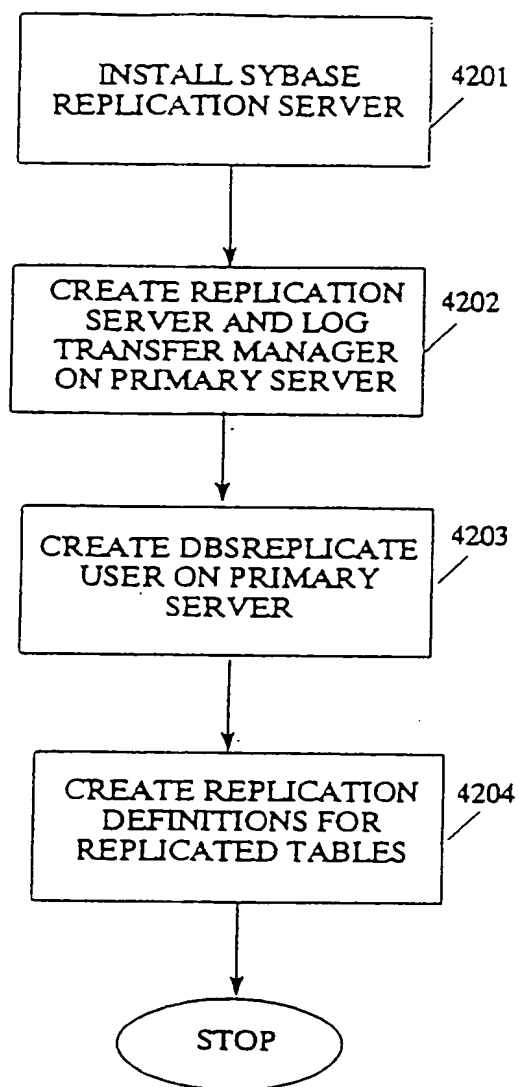 INSTALL SYBASE
REPLICATION SERVER
4201
CREATE REPLICATION
SERVER AND LOG
TRANSFER MANAGER
ON PRIMARY SERVER
4202
CREATE DBSREPLICATE
USER ON PRIMARY
SERVER
4203
CREATE REPLICATION
DEFINITIONS FOR
REPLICATED TABLES
4204
STOP